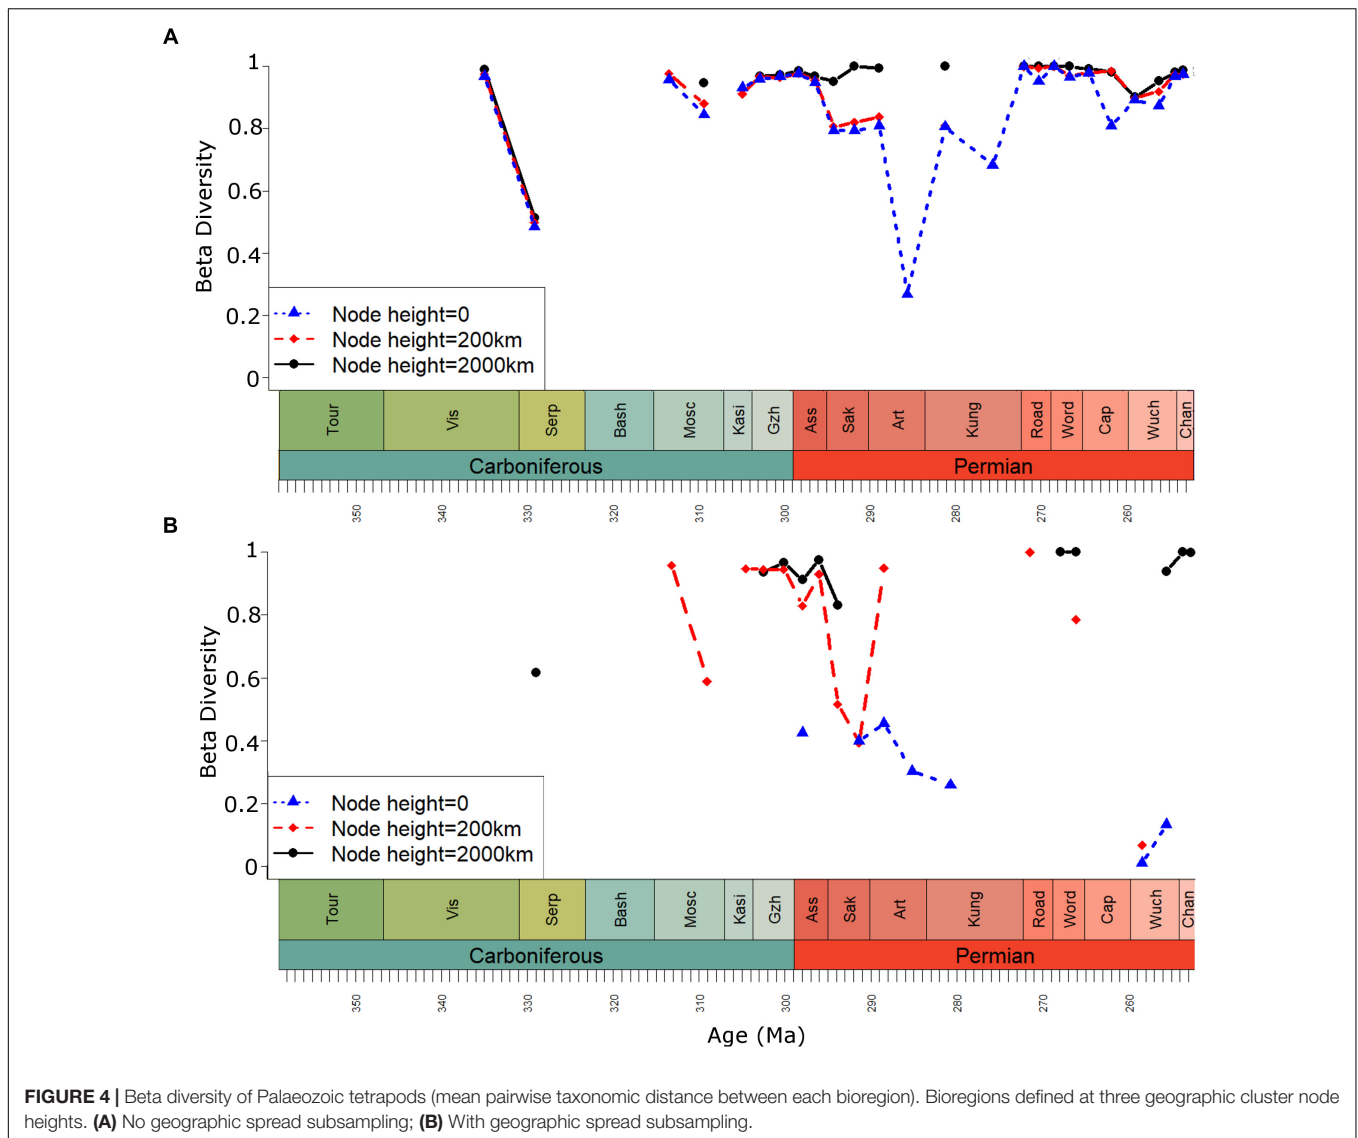 A
1
0.8
0.6
0.4
0.2
0
Beta Diversity
Node height=0
Node height=200km
Node height=2000km
Tour Vis Serp Bash Mosc Kasi Gzh Ass Sak Art Kung Road Word Cap Wuch Chan
Carboniferous Permian
350 340 330 320 310 300 290 280 270 260
B
1
0.8
0.6
0.4
0.2
0
Beta Diversity
Node height=0
Node height=200km
Node height=2000km
Tour Vis Serp Bash Mosc Kasi Gzh Ass Sak Art Kung Road Word Cap Wuch Chan
Carboniferous Permian
350 340 330 320 310 300 290 280 270 260
Age (Ma)
FIGURE 4 | Beta diversity of Palaeozoic tetrapods (mean pairwise taxonomic distance between each bioregion). Bioregions defined at three geographic cluster node
heights. (A) No geographic spread subsampling; (B) With geographic spread subsampling.